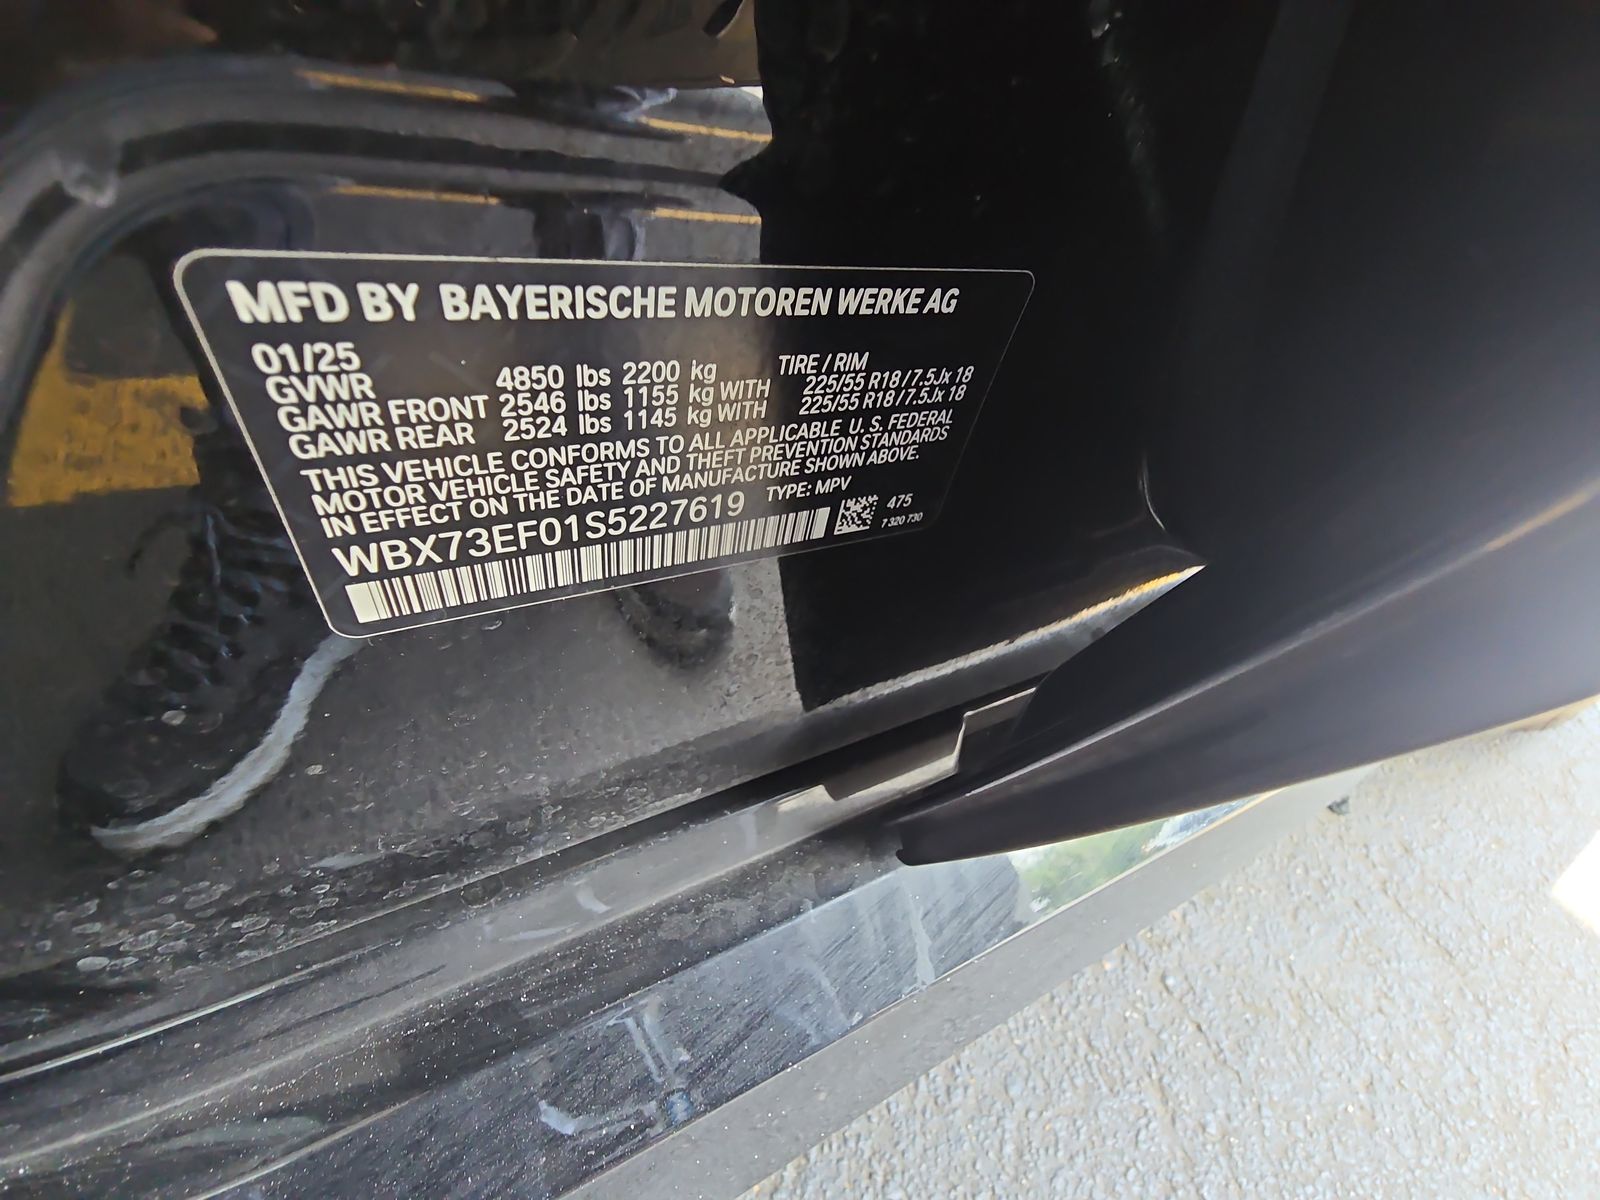 MFD BY BAYERISCHE MOTOREN WERKE AG
01/25
GVWR 4850 lbs 2200 kg TIRE / RIM
GAWR FRONT 2546 lbs 1155 kg WITH 225/55 R18 / 7.5Jx 18
GAWR REAR 2524 lbs 1145 kg WITH 225/55 R18 / 7.5Jx 18
THIS VEHICLE CONFORMS TO ALL APPLICABLE U. S. FEDERAL
MOTOR VEHICLE SAFETY AND THEFT PREVENTION STANDARDS
IN EFFECT ON THE DATE OF MANUFACTURE SHOWN ABOVE.
WBX73EF01S5227619 TYPE: MPV
475
7 320 730